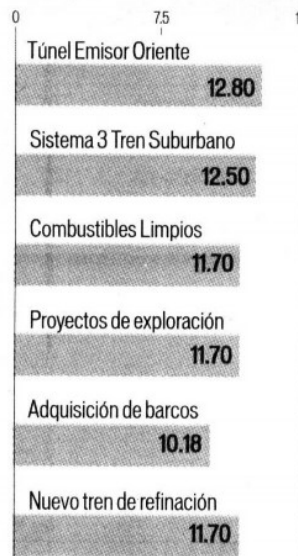 0 7.5
Túnel Emisor Oriente
12.80
Sistema 3 Tren Suburbano
12.50
Combustibles Limpios
11.70
Proyectos de exploración
11.70
Adquisición de barcos
10.18
Nuevo tren de refinación
11.70